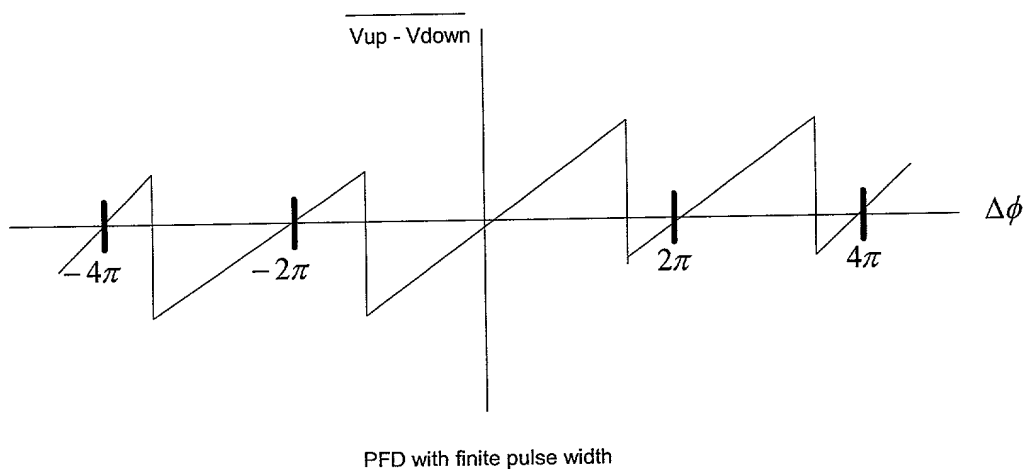 Vup - Vdown
Δϕ
−4π
−2π
2π
4π
PFD with finite pulse width